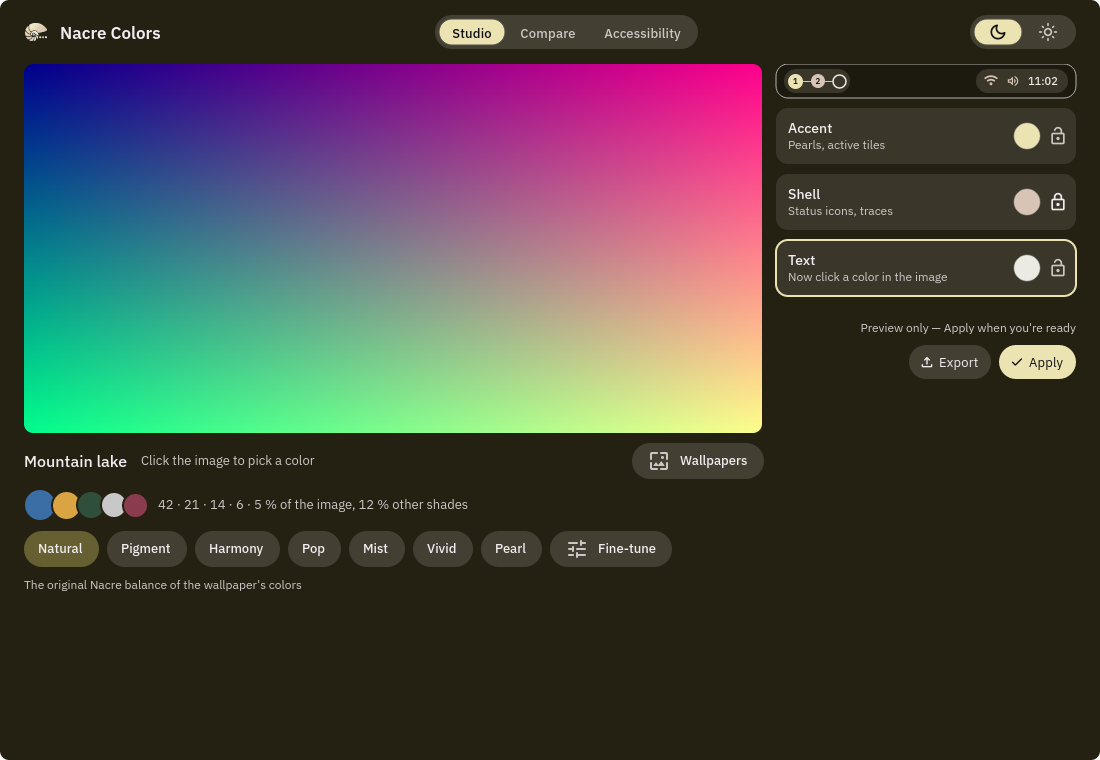 Nacre Colors
Studio
Compare
Accessibility
1
2
11:02
Accent
Pearls, active tiles
Shell
Status icons, traces
Text
Now click a color in the image
Preview only — Apply when you're ready
Export
Apply
Mountain lake
Click the image to pick a color
Wallpapers
42 · 21 · 14 · 6 · 5 % of the image, 12 % other shades
Natural
Pigment
Harmony
Pop
Mist
Vivid
Pearl
Fine-tune
The original Nacre balance of the wallpaper's colors